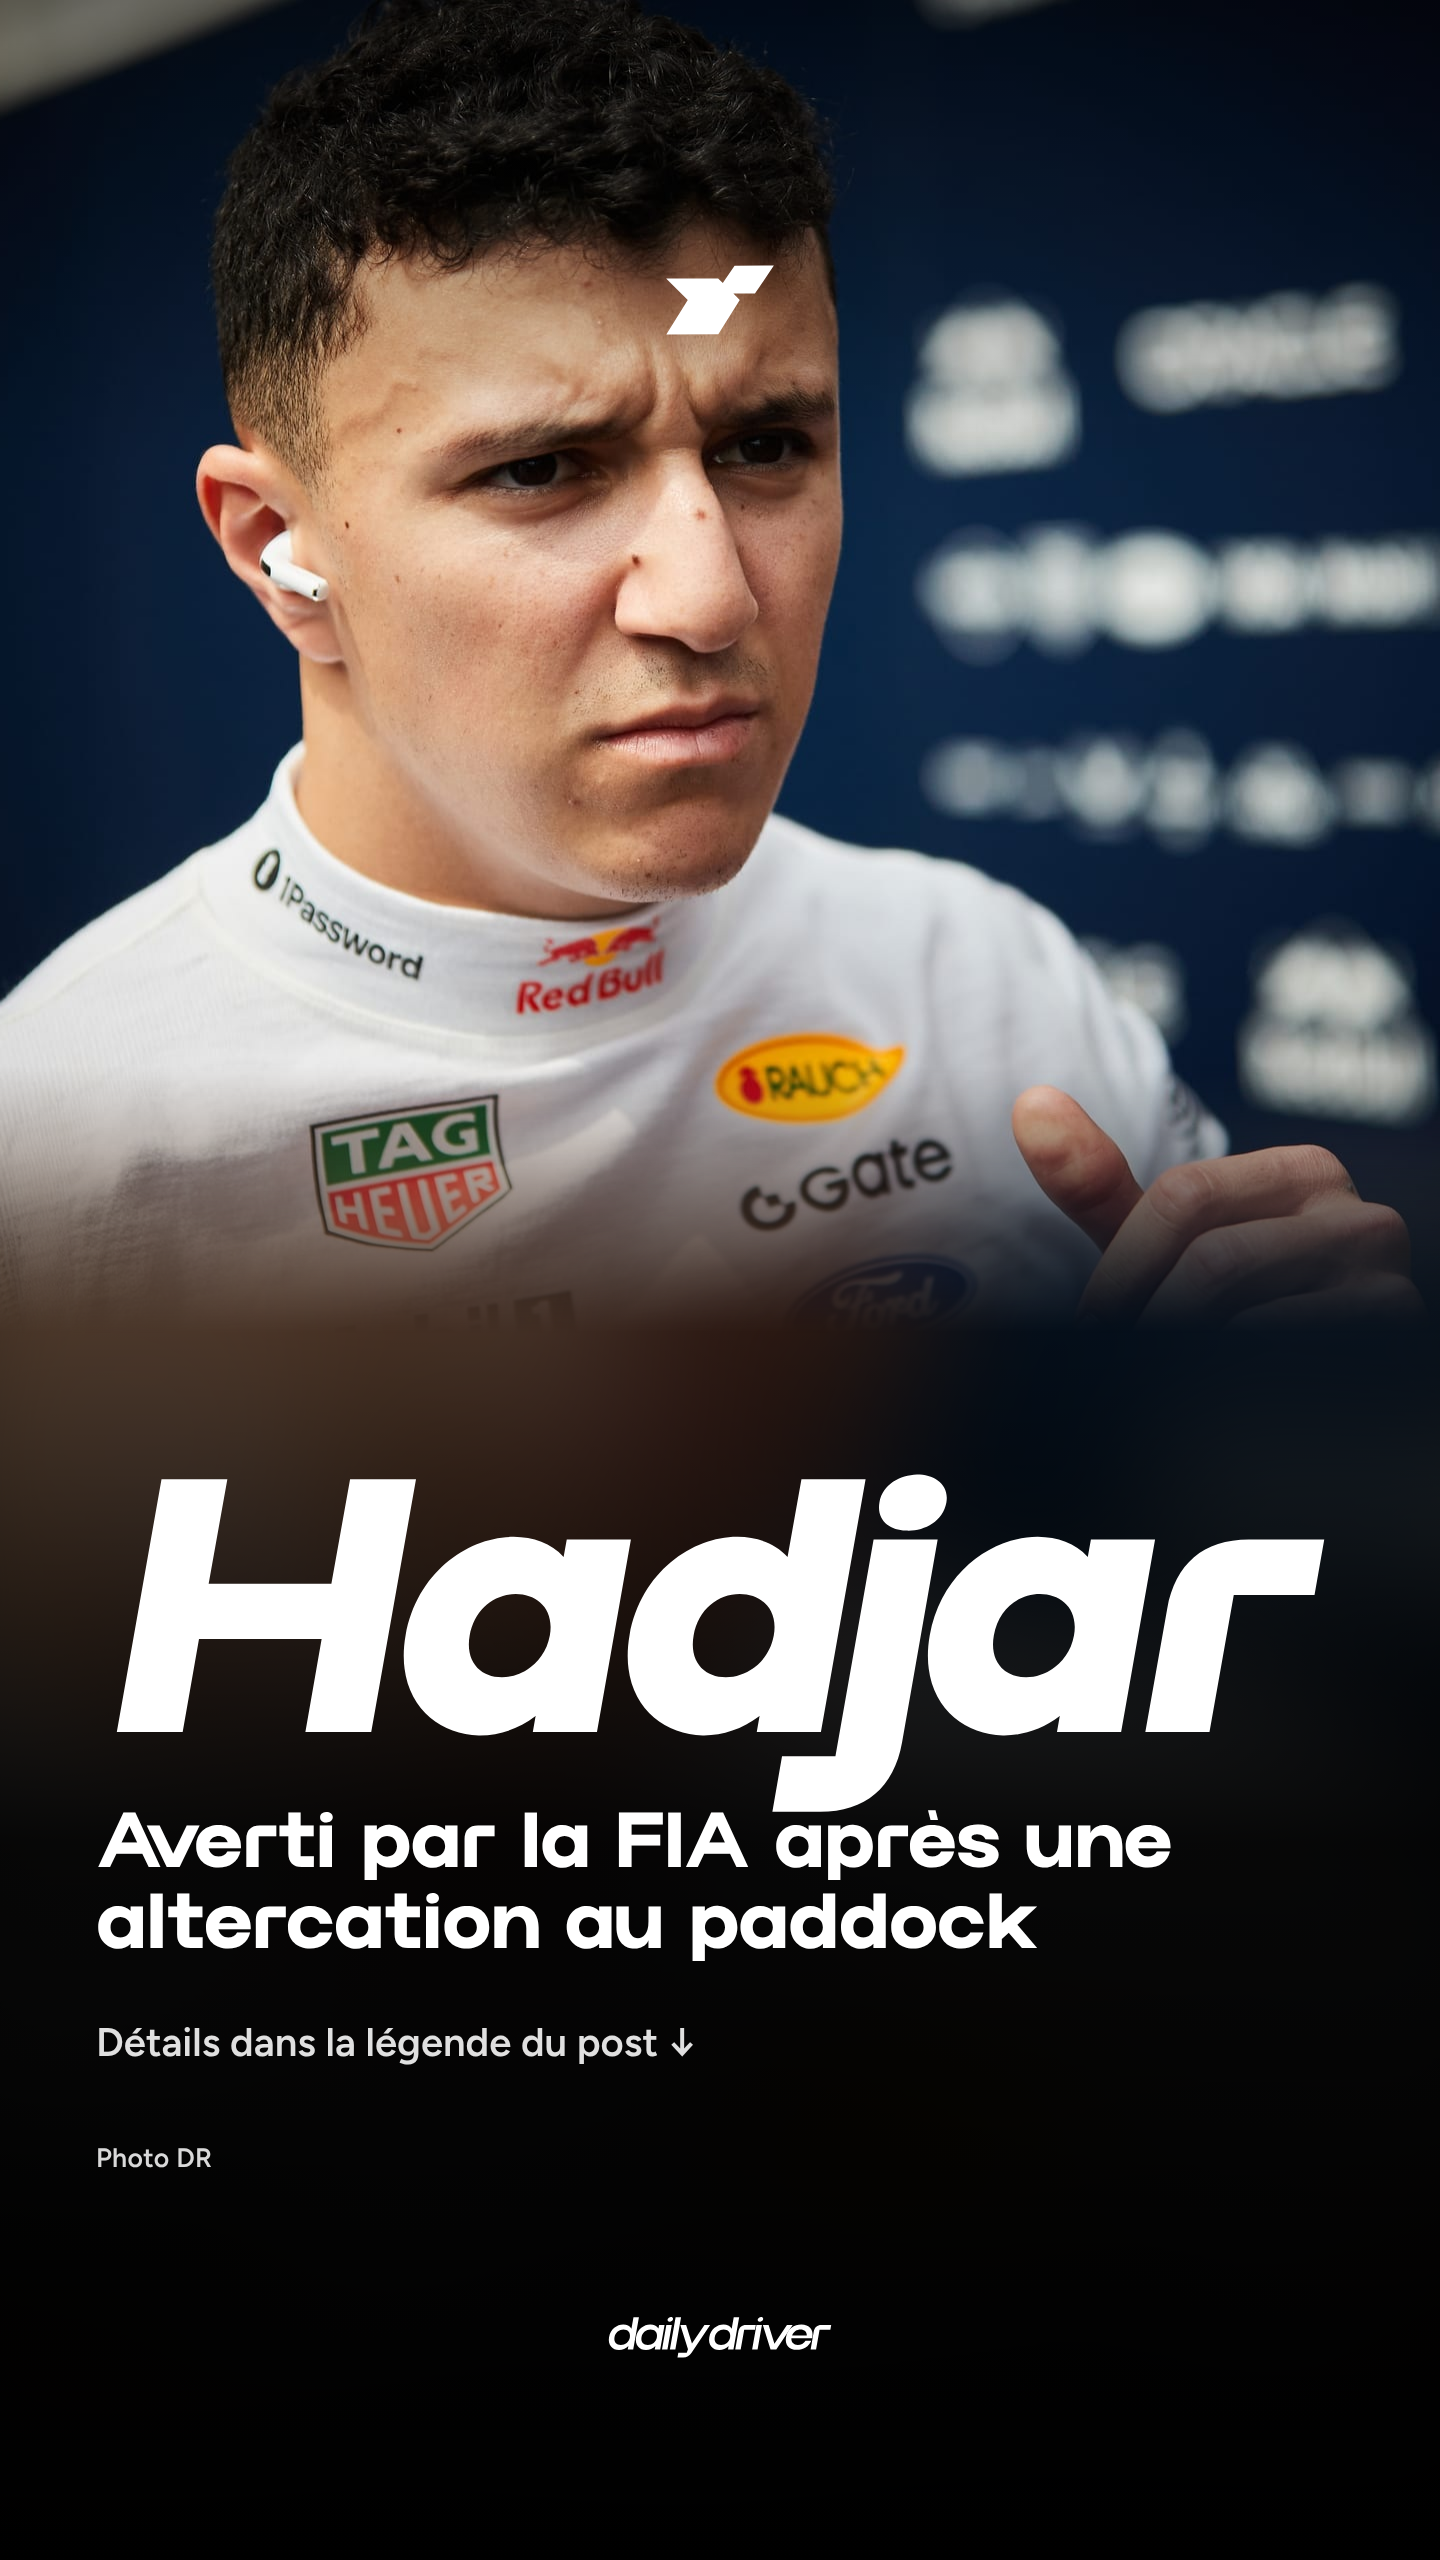 1Password
Red Bull
RAUCH
TAG
HEUER
Gate
Ford
Hadjar
Averti par la FIA après une
altercation au paddock
Détails dans la légende du post ↓
Photo DR
dailydriver